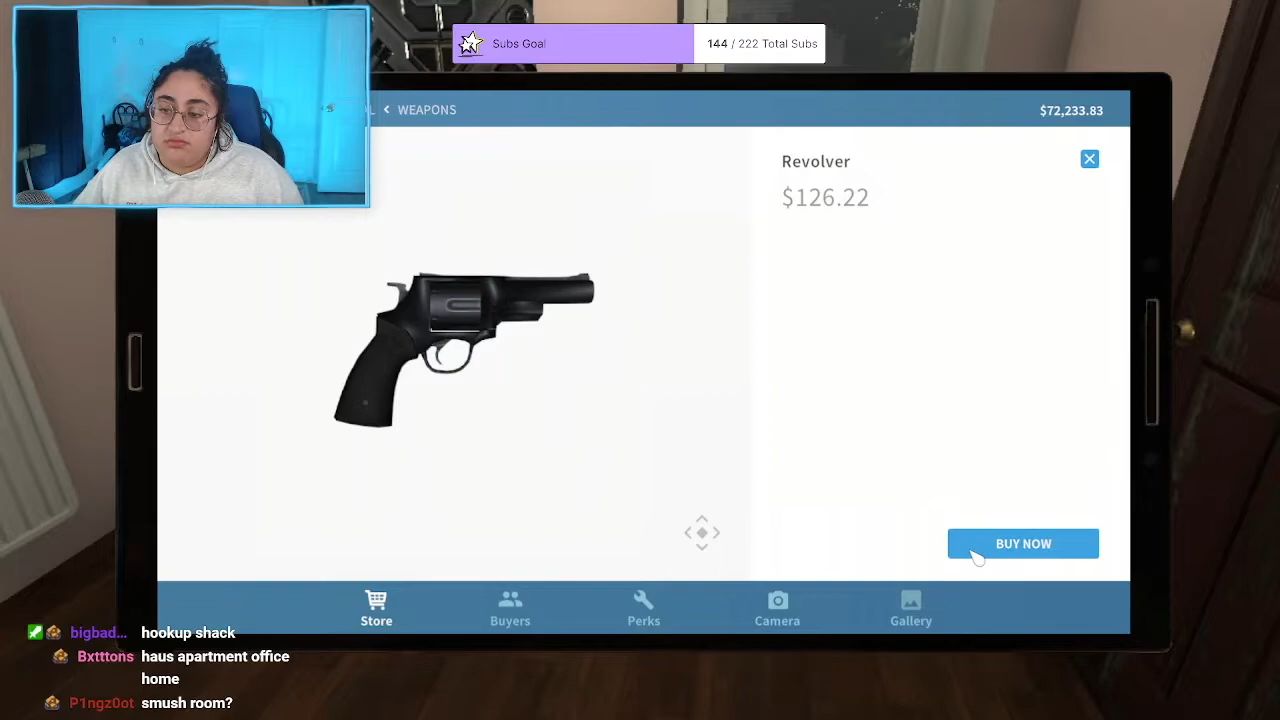 Subs Goal
144 / 222 Total Subs
WEAPONS
$72,233.83
Revolver
$126.22
BUY NOW
Store
Buyers
Perks
Camera
Gallery
bigbad... hookup shack
Bxtttons haus apartment office
home
P1ngz0ot smush room?